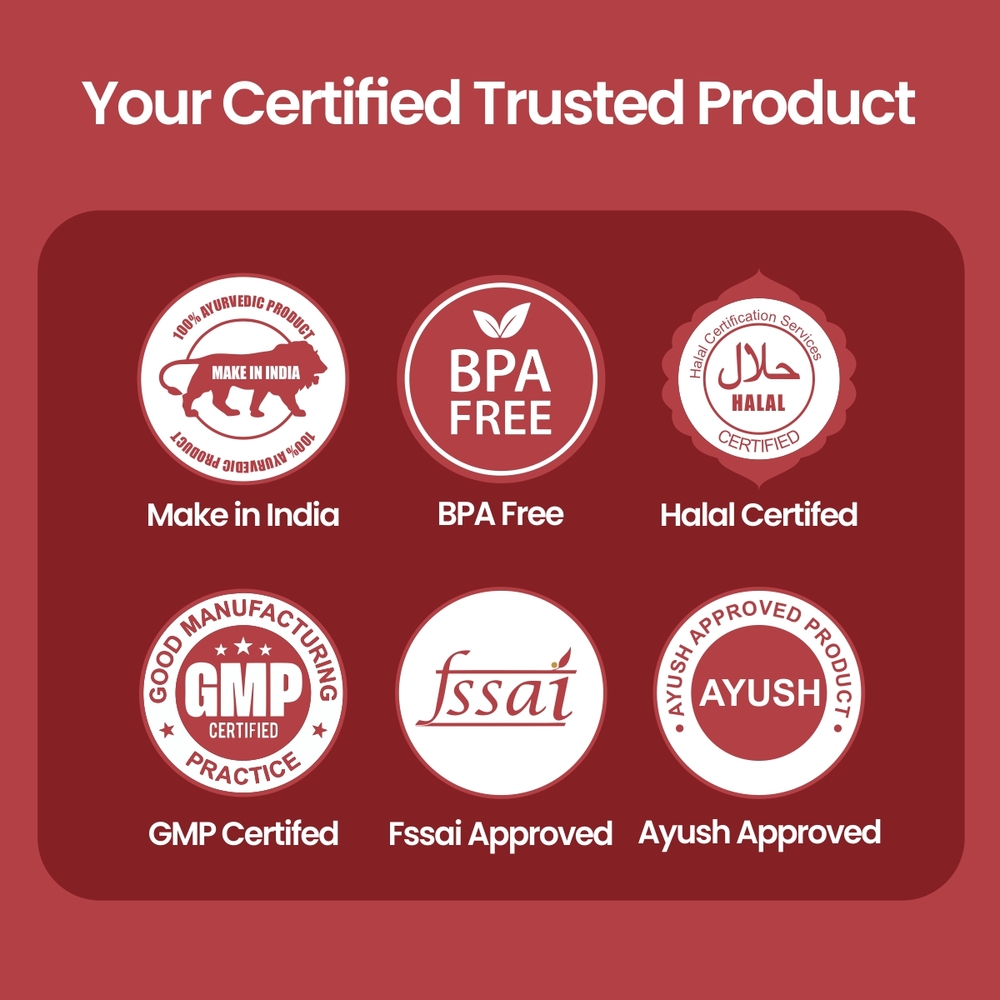 Your Certified Trusted Product
100% AYURVEDIC PRODUCT
MAKE IN INDIA
100% AYURVEDIC PRODUCT
Make in India
BPA
FREE
BPA Free
Halal Certification Services
حلال
HALAL
CERTIFIED
Halal Certifed
GOOD MANUFACTURING
GMP
CERTIFIED
PRACTICE
GMP Certifed
fssai
Fssai Approved
AYUSH APPROVED PRODUCT
AYUSH
Ayush Approved